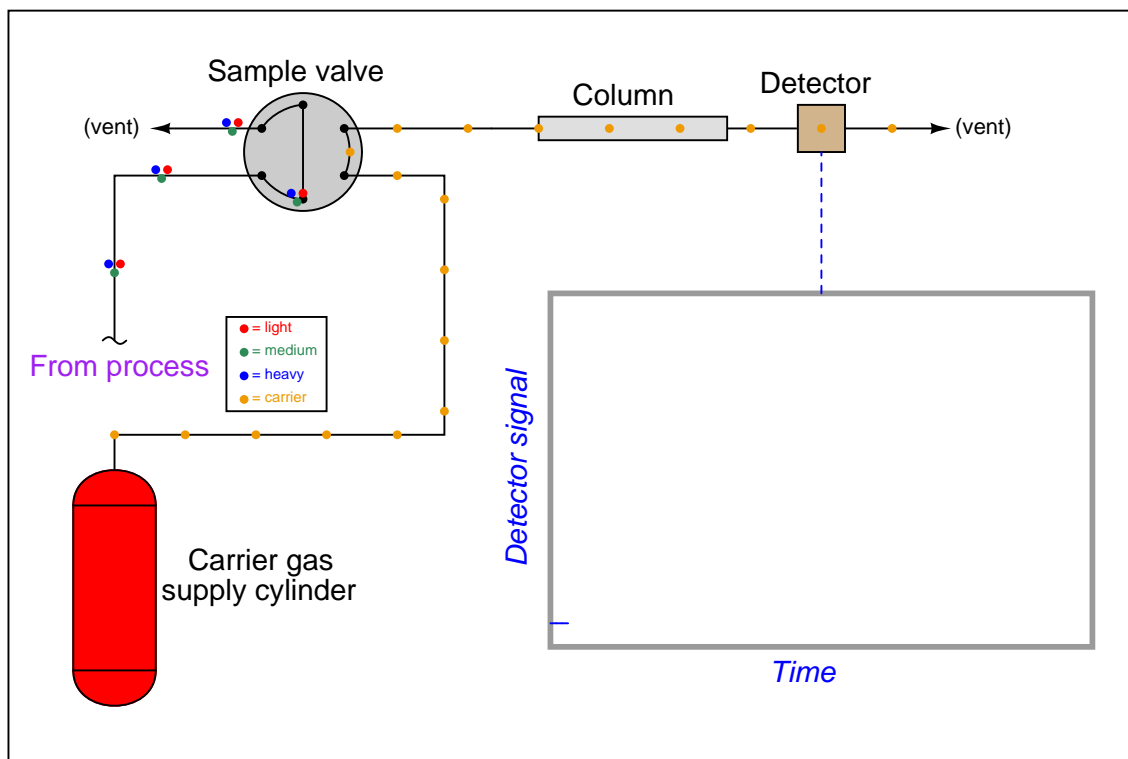 Sample valve
Column
Detector
(vent)
(vent)
= light
= medium
= heavy
= carrier
From process
Detector signal
Carrier gas
supply cylinder
Time